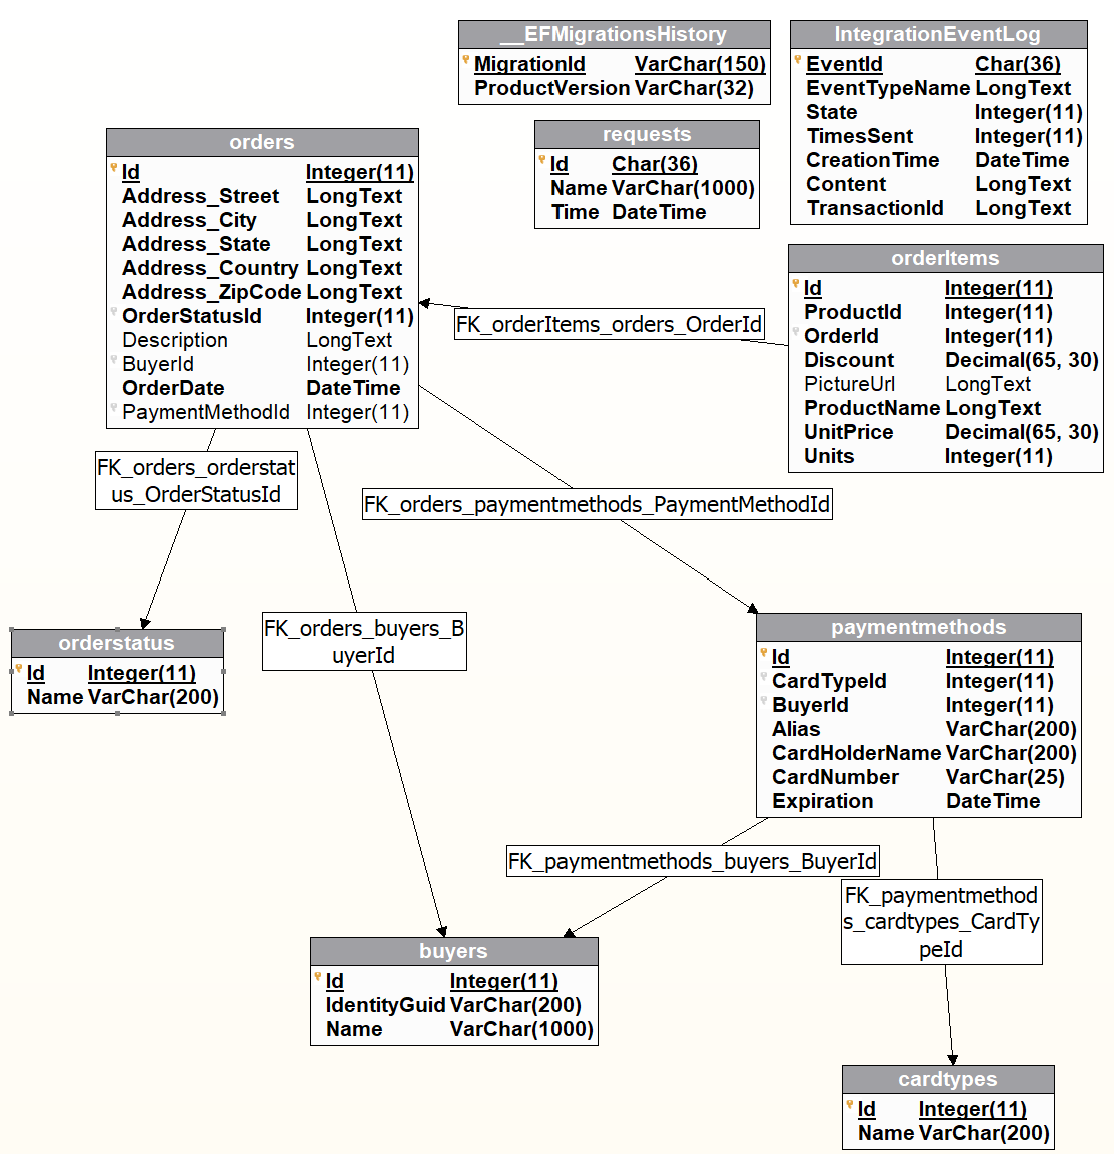 __EFMigrationsHistory
MigrationId VarChar(150)
ProductVersion VarChar(32)
IntegrationEventLog
EventId Char(36)
EventTypeName LongText
State Integer(11)
TimesSent Integer(11)
CreationTime DateTime
Content LongText
TransactionId LongText
requests
Id Char(36)
Name VarChar(1000)
Time DateTime
orders
Id Integer(11)
Address_Street LongText
Address_City LongText
Address_State LongText
Address_Country LongText
Address_ZipCode LongText
OrderStatusId Integer(11)
Description LongText
BuyerId Integer(11)
OrderDate DateTime
PaymentMethodId Integer(11)
orderItems
Id Integer(11)
ProductId Integer(11)
OrderId Integer(11)
Discount Decimal(65, 30)
PictureUrl LongText
ProductName LongText
UnitPrice Decimal(65, 30)
Units Integer(11)
FK_orderItems_orders_OrderId
FK_orders_orderstat
us_OrderStatusId
FK_orders_paymentmethods_PaymentMethodId
FK_orders_buyers_B
uyerId
orderstatus
Id Integer(11)
Name VarChar(200)
paymentmethods
Id Integer(11)
CardTypeId Integer(11)
BuyerId Integer(11)
Alias VarChar(200)
CardHolderName VarChar(200)
CardNumber VarChar(25)
Expiration DateTime
FK_paymentmethods_buyers_BuyerId
FK_paymentmethod
s_cardtypes_CardTy
peId
buyers
Id Integer(11)
IdentityGuid VarChar(200)
Name VarChar(1000)
cardtypes
Id Integer(11)
Name VarChar(200)